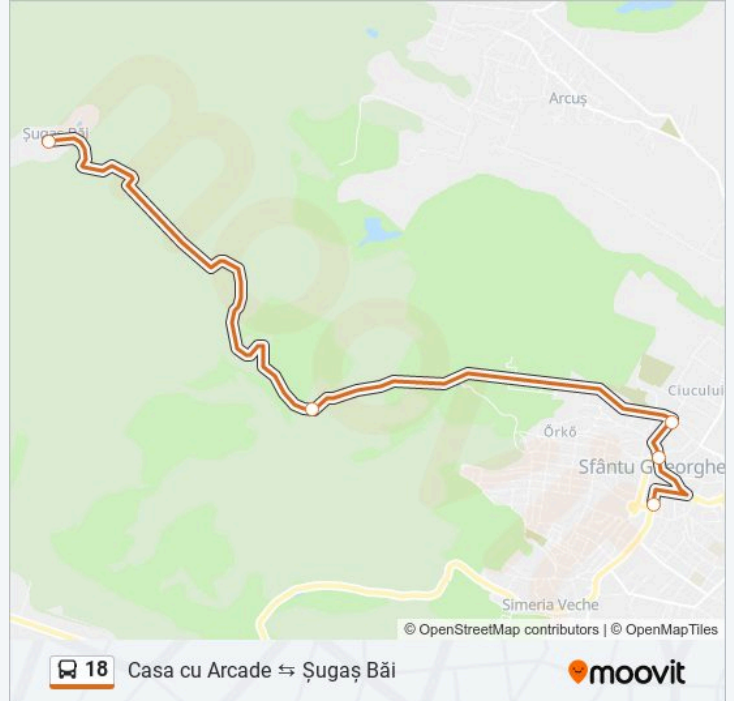 Arcuș
Șugaș Băi
Ciucului
Őrkő
Sfântu Gheorghe
Simeria Veche
© OpenStreetMap contributors | © OpenMapTiles
18 Casa cu Arcade ⇆ Șugaș Băi
moovit